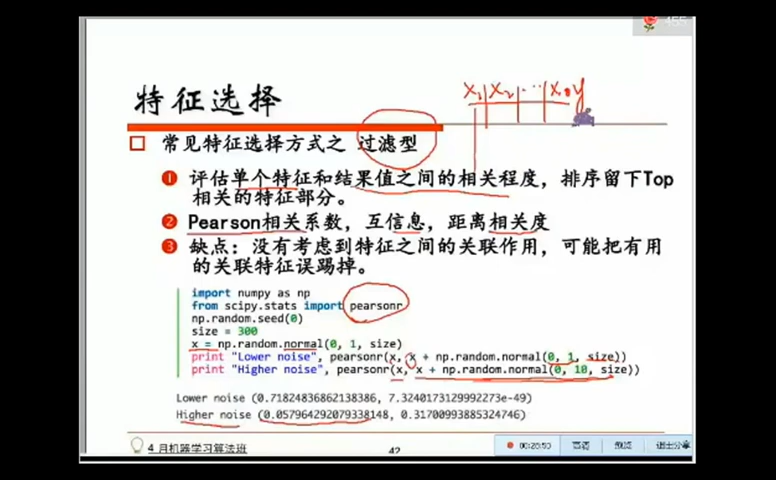 特征选择
X1 X2 ... Xn y
常见特征选择方式之 过滤型
1 评估单个特征和结果值之间的相关程度，排序留下Top
相关的特征部分。
2 Pearson相关系数，互信息，距离相关度
3 缺点：没有考虑到特征之间的关联作用，可能把有用
的关联特征误踢掉。
import numpy as np
from scipy.stats import pearsonr
np.random.seed(0)
size = 300
x = np.random.normal(0, 1, size)
print "Lower noise", pearsonr(x, x + np.random.normal(0, 1, size))
print "Higher noise", pearsonr(x, x + np.random.normal(0, 10, size))
Lower noise (0.71824836862138386, 7.3240173129992273e-49)
Higher noise (0.057964292079338148, 0.31700993885324746)
4 月机器学习算法班
42